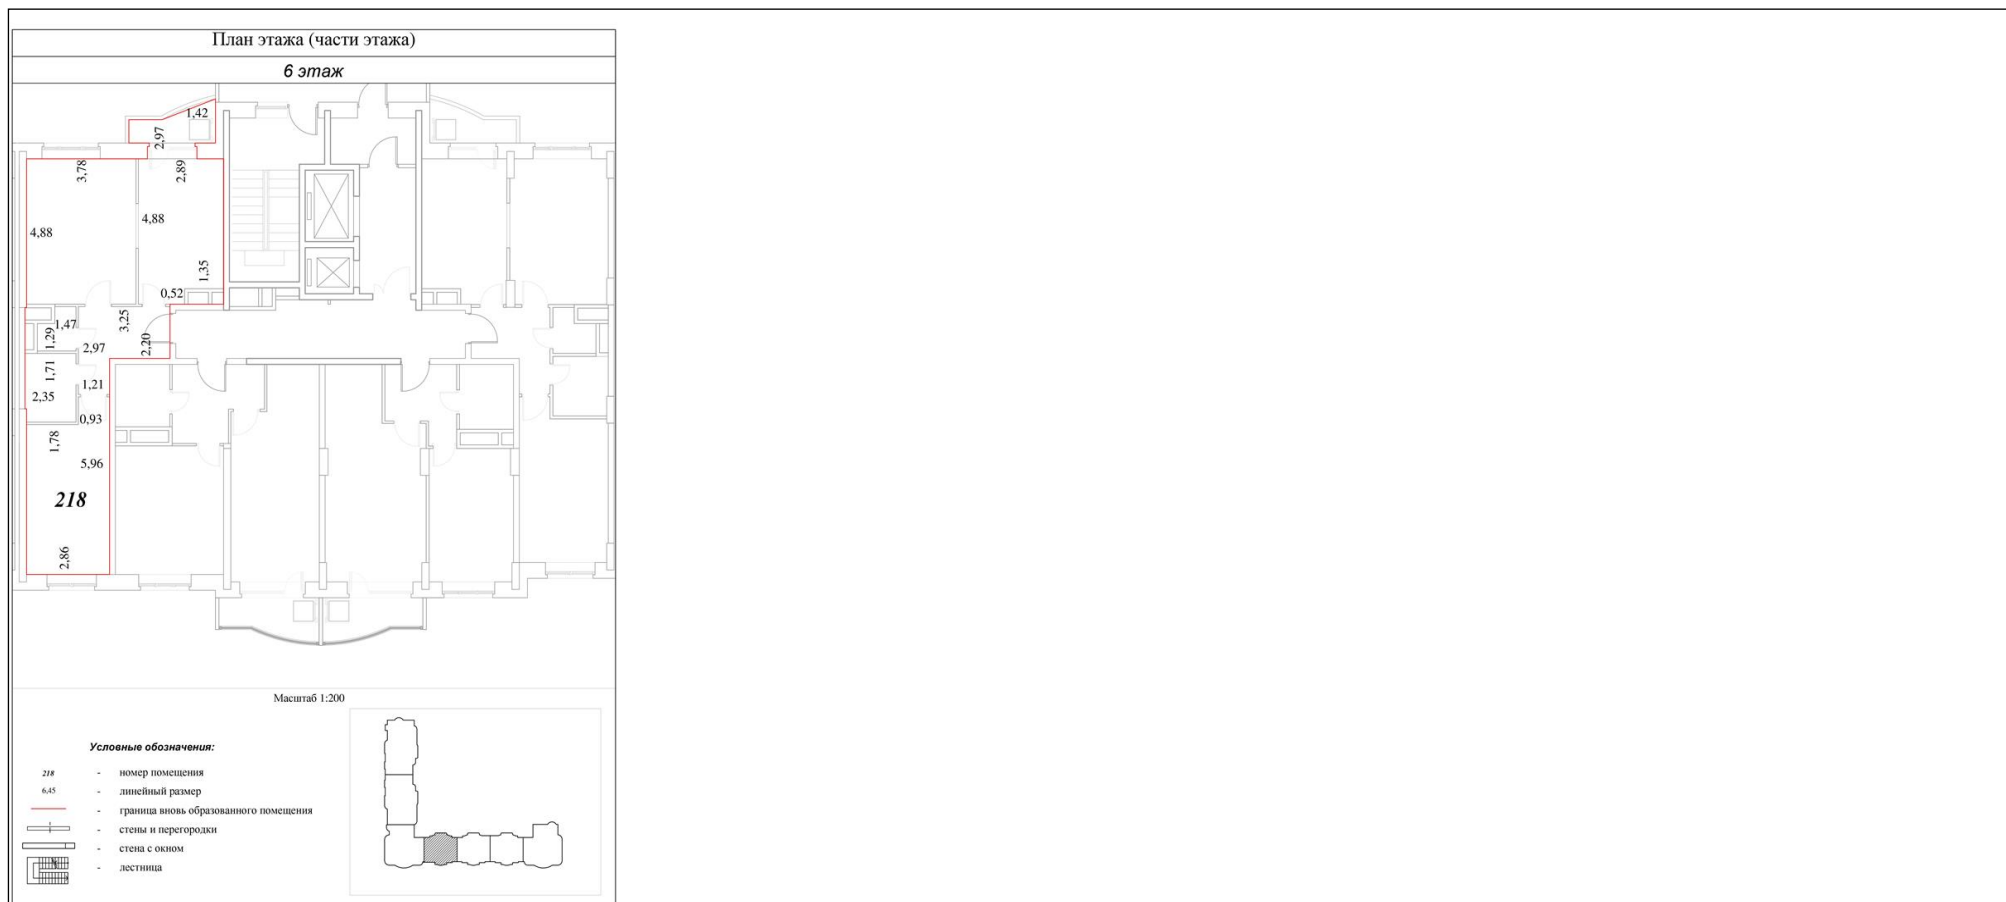 План этажа (части этажа)
6 этаж
1,42
2,97
3,78
2,89
4,88
4,88
1,35
0,52
1,47
3,25
1,29
2,97
2,20
1,71
1,21
2,35
0,93
1,78
5,96
218
2,86
Масштаб 1:200
Условные обозначения:
218 - номер помещения
6,45 - линейный размер
- граница вновь образованного помещения
- стены и перегородки
- стена с окном
- лестница